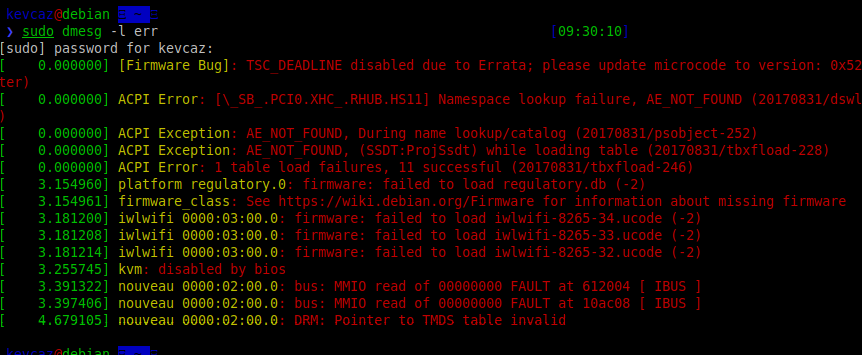 kevcaz@debian ☰ ~ ☰
❯ sudo dmesg -l err [09:30:10]
[sudo] password for kevcaz:
[    0.000000] [Firmware Bug]: TSC_DEADLINE disabled due to Errata; please update microcode to version: 0x52
ter)
[    0.000000] ACPI Error: [\_SB_.PCI0.XHC_.RHUB.HS11] Namespace lookup failure, AE_NOT_FOUND (20170831/dswl
)
[    0.000000] ACPI Exception: AE_NOT_FOUND, During name lookup/catalog (20170831/psobject-252)
[    0.000000] ACPI Exception: AE_NOT_FOUND, (SSDT:ProjSsdt) while loading table (20170831/tbxfload-228)
[    0.000000] ACPI Error: 1 table load failures, 11 successful (20170831/tbxfload-246)
[    3.154960] platform regulatory.0: firmware: failed to load regulatory.db (-2)
[    3.154961] firmware_class: See https://wiki.debian.org/Firmware for information about missing firmware
[    3.181200] iwlwifi 0000:03:00.0: firmware: failed to load iwlwifi-8265-34.ucode (-2)
[    3.181208] iwlwifi 0000:03:00.0: firmware: failed to load iwlwifi-8265-33.ucode (-2)
[    3.181214] iwlwifi 0000:03:00.0: firmware: failed to load iwlwifi-8265-32.ucode (-2)
[    3.255745] kvm: disabled by bios
[    3.391322] nouveau 0000:02:00.0: bus: MMIO read of 00000000 FAULT at 612004 [ IBUS ]
[    3.397406] nouveau 0000:02:00.0: bus: MMIO read of 00000000 FAULT at 10ac08 [ IBUS ]
[    4.679105] nouveau 0000:02:00.0: DRM: Pointer to TMDS table invalid
kevcaz@debian ☰ ~ ☰